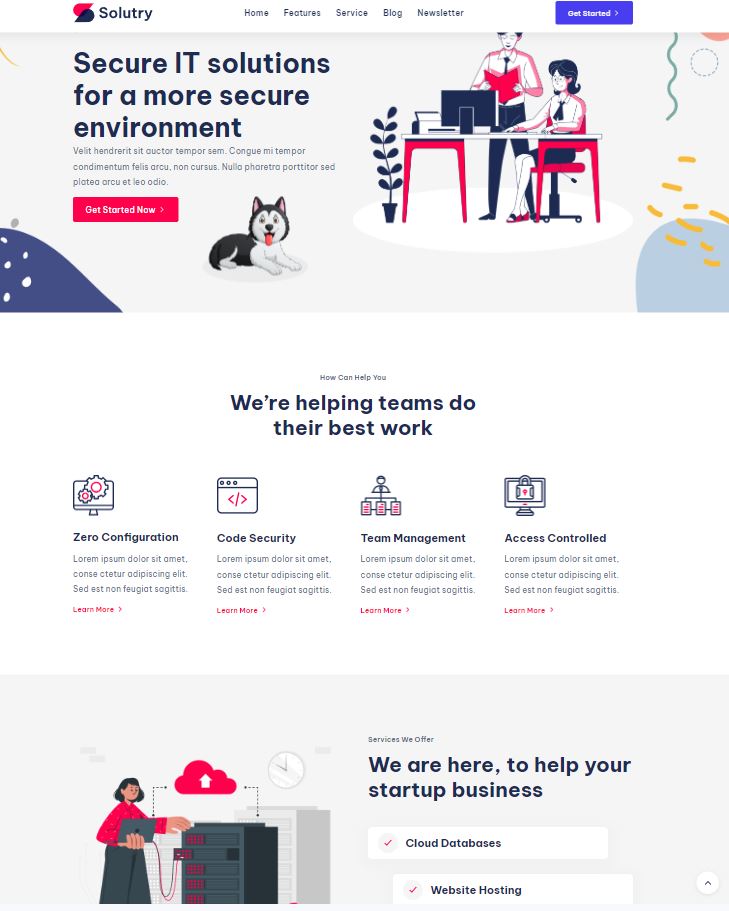 Solutry
Home Features Service Blog Newsletter
Get Started
Secure IT solutions
for a more secure
environment
Velit hendrerit sit auctor tempor sem. Congue mi tempor
condimentum felis arcu, non cursus. Nulla pharetra porttitor sed
platea arcu et leo odio.
Get Started Now
How Can Help You
We're helping teams do
their best work
Zero Configuration
Lorem ipsum dolor sit amet,
conse ctetur adipiscing elit.
Sed est non feugiat sagittis.
Learn More
Code Security
Lorem ipsum dolor sit amet,
conse ctetur adipiscing elit.
Sed est non feugiat sagittis.
Learn More
Team Management
Lorem ipsum dolor sit amet,
conse ctetur adipiscing elit.
Sed est non feugiat sagittis.
Learn More
Access Controlled
Lorem ipsum dolor sit amet,
conse ctetur adipiscing elit.
Sed est non feugiat sagittis.
Learn More
Services We Offer
We are here, to help your
startup business
Cloud Databases
Website Hosting